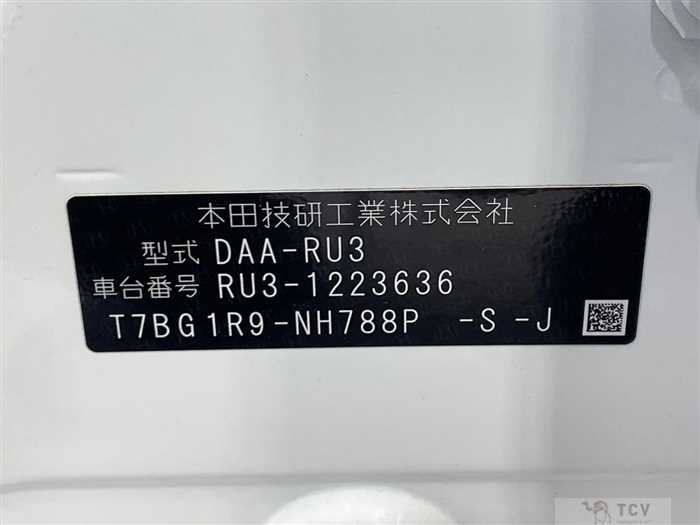 本田技研工業株式会社
型式 DAA-RU3
車台番号 RU3-1223636
T7BG1R9-NH788P -S -J
TCV